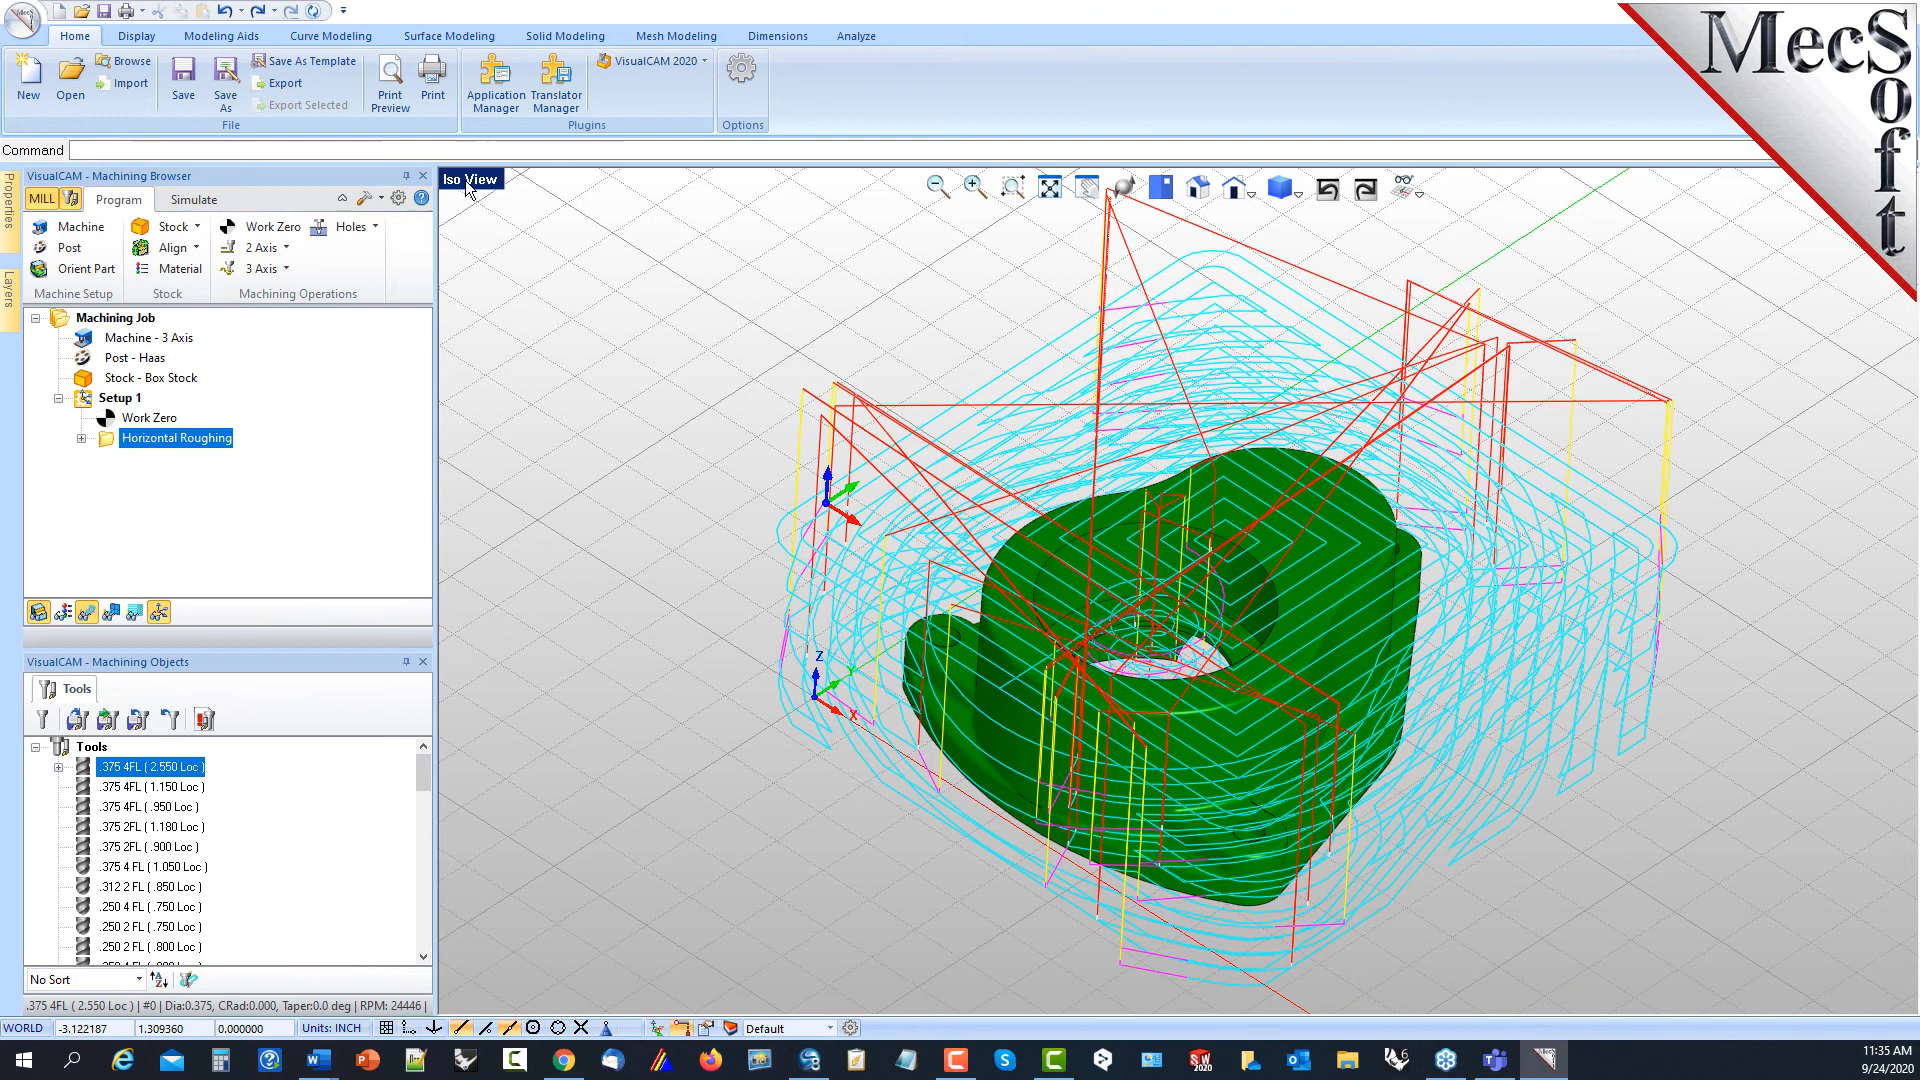 MecSoft
Home Display Modeling Aids Curve Modeling Surface Modeling Solid Modeling Mesh Modeling Dimensions Analyze
New Open Browse Import Save Save As Save As Template Export Export Selected Print Preview Print Application Manager Translator Manager VisualCAM 2020
File Plugins Options
Command
Properties
Layers
VisualCAM - Machining Browser
MILL Program Simulate
Machine Stock Work Zero Holes
Post Align 2 Axis
Orient Part Material 3 Axis
Machine Setup Stock Machining Operations
Machining Job
Machine - 3 Axis
Post - Haas
Stock - Box Stock
Setup 1
Work Zero
Horizontal Roughing
VisualCAM - Machining Objects
Tools
Tools
.375 4FL ( 2.550 Loc )
.375 4FL ( 1.150 Loc )
.375 4FL ( .950 Loc )
.375 2FL ( 1.180 Loc )
.375 2FL ( .900 Loc )
.375 4 FL ( 1.050 Loc )
.312 2 FL ( .850 Loc )
.250 4 FL ( .750 Loc )
.250 2 FL ( .750 Loc )
.250 2 FL ( .800 Loc )
No Sort
.375 4FL ( 2.550 Loc ) | #0 | Dia:0.375, CRad:0.000, Taper:0.0 deg | RPM: 24446 |
Iso View
Z
Y
X
WORLD -3.122187 1.309360 0.000000 Units: INCH Default
11:35 AM
9/24/2020